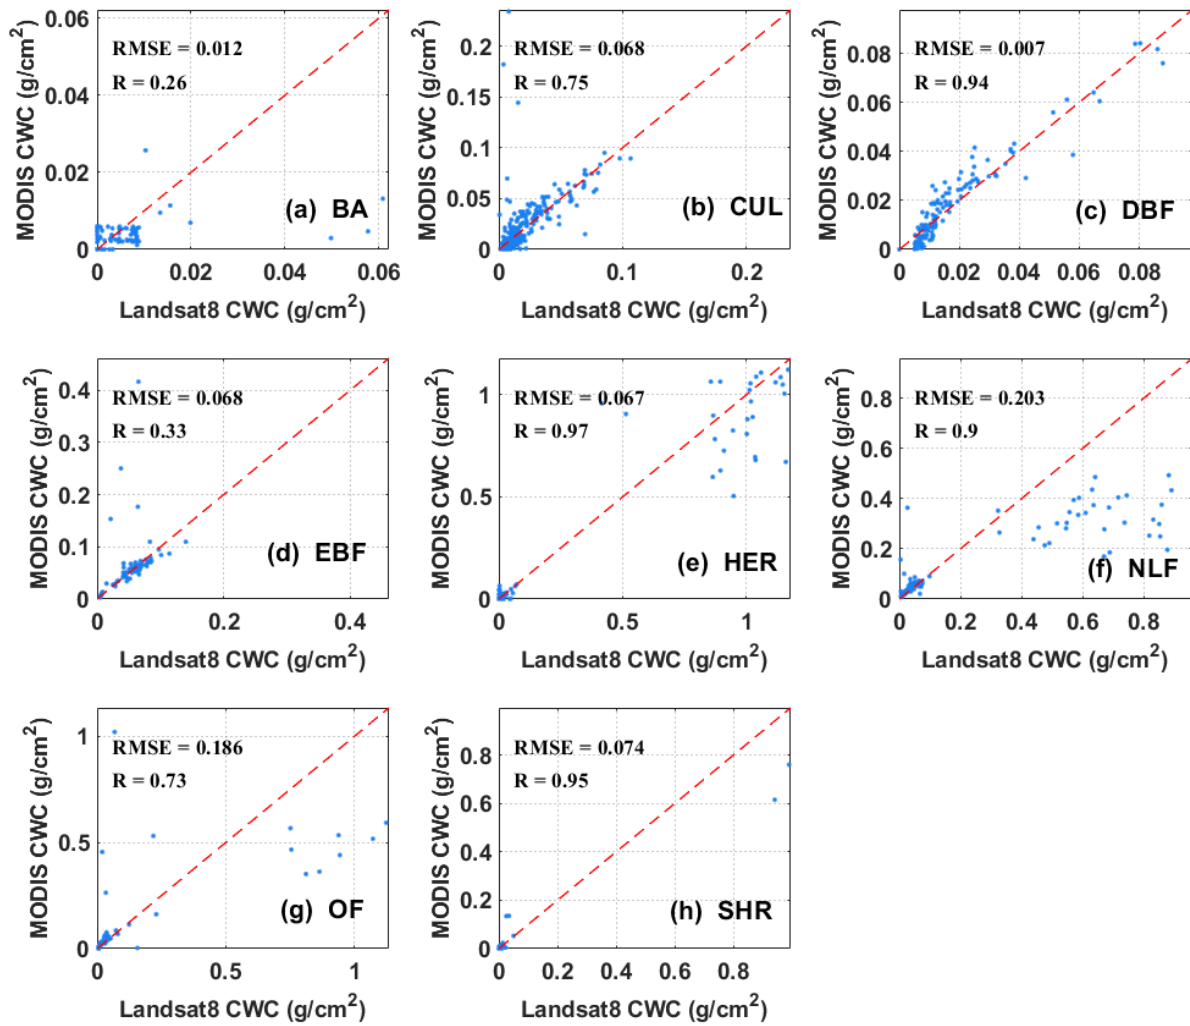 MODIS CWC (g/cm²)
0.06
0.04
0.02
0
RMSE = 0.012
R = 0.26
(a) BA
0 0.02 0.04 0.06
Landsat8 CWC (g/cm²)
MODIS CWC (g/cm²)
0.2
0.15
0.1
0.05
0
RMSE = 0.068
R = 0.75
(b) CUL
0 0.1 0.2
Landsat8 CWC (g/cm²)
MODIS CWC (g/cm²)
0.08
0.06
0.04
0.02
0
RMSE = 0.007
R = 0.94
(c) DBF
0 0.02 0.04 0.06 0.08
Landsat8 CWC (g/cm²)
MODIS CWC (g/cm²)
0.4
0.3
0.2
0.1
0
RMSE = 0.068
R = 0.33
(d) EBF
0 0.2 0.4
Landsat8 CWC (g/cm²)
MODIS CWC (g/cm²)
1
0.5
0
RMSE = 0.067
R = 0.97
(e) HER
0 0.5 1
Landsat8 CWC (g/cm²)
MODIS CWC (g/cm²)
0.8
0.6
0.4
0.2
0
RMSE = 0.203
R = 0.9
(f) NLF
0 0.2 0.4 0.6 0.8
Landsat8 CWC (g/cm²)
MODIS CWC (g/cm²)
1
0.5
0
RMSE = 0.186
R = 0.73
(g) OF
0 0.5 1
Landsat8 CWC (g/cm²)
MODIS CWC (g/cm²)
0.8
0.6
0.4
0.2
0
RMSE = 0.074
R = 0.95
(h) SHR
0 0.2 0.4 0.6 0.8
Landsat8 CWC (g/cm²)